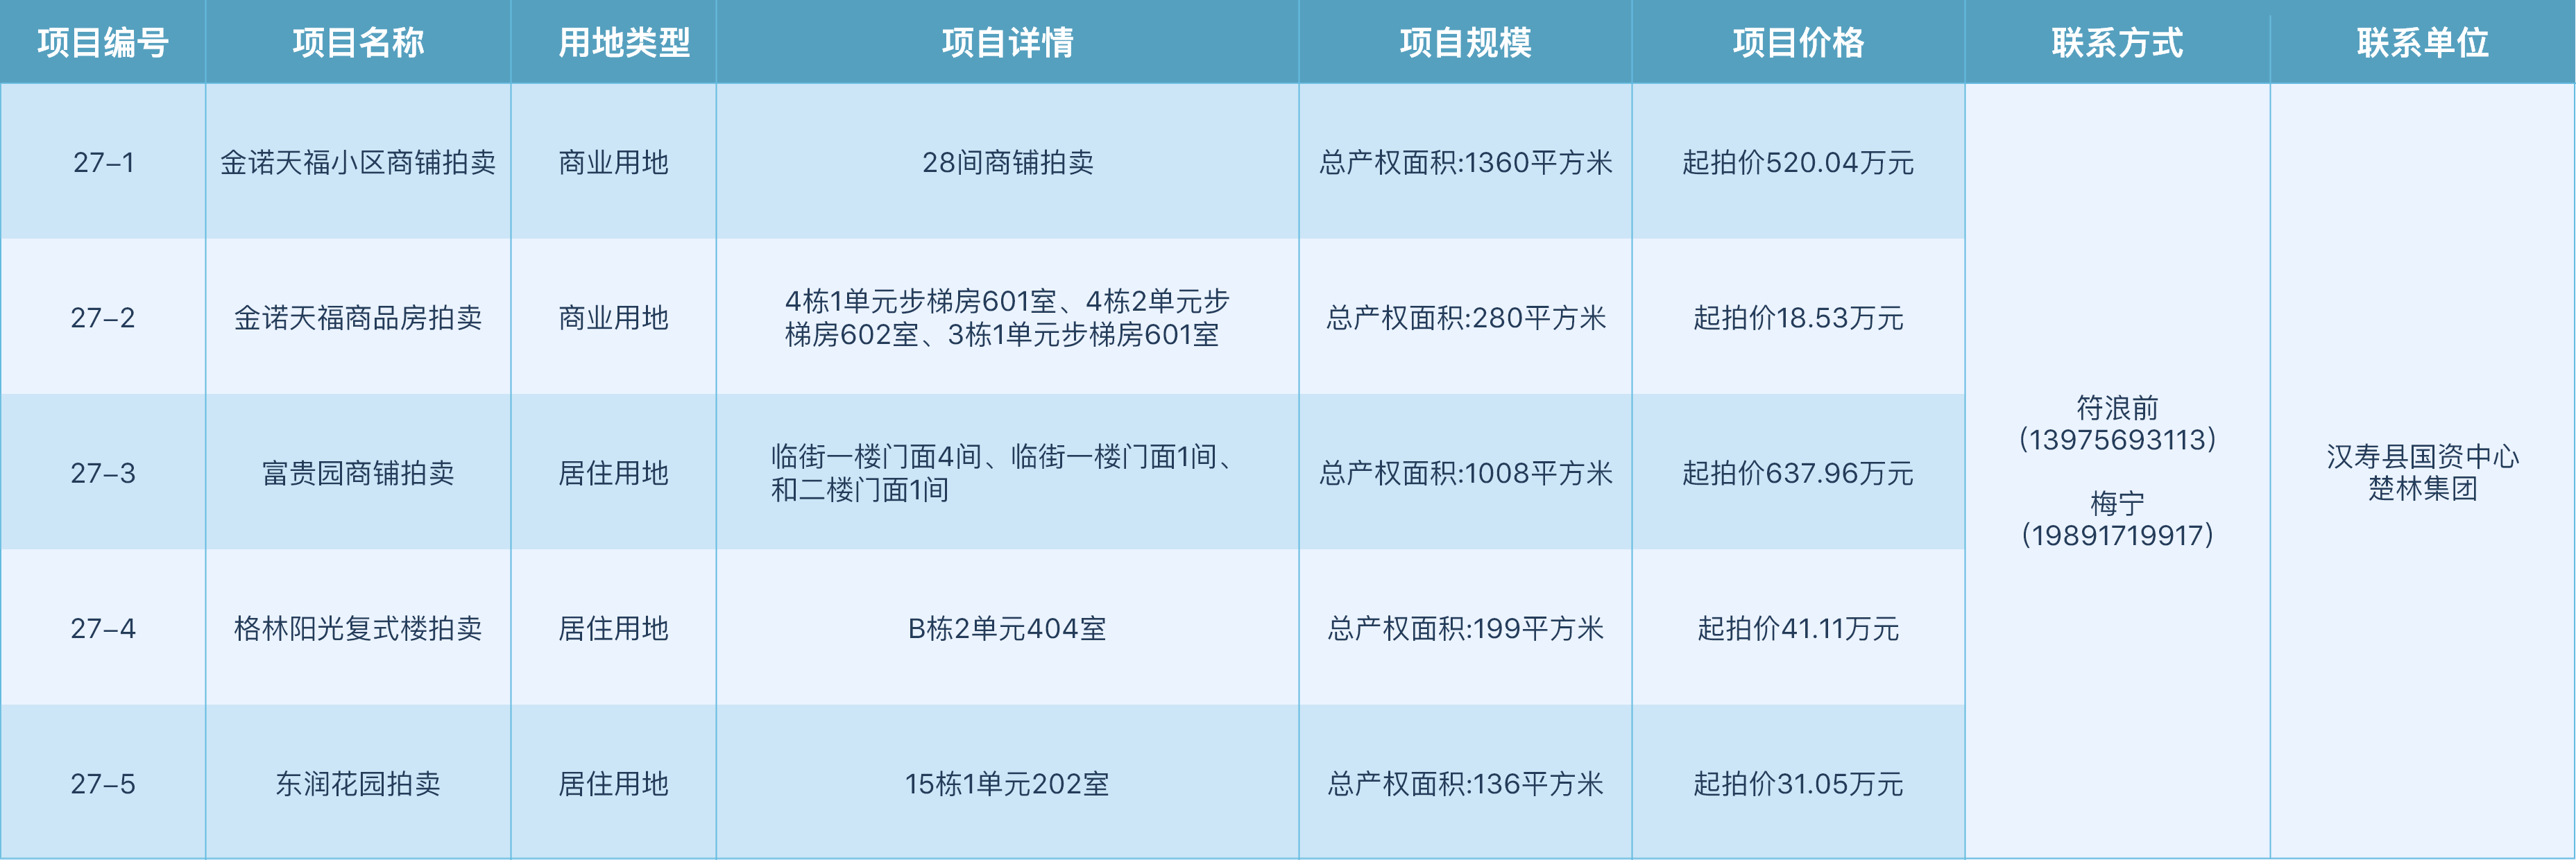 项目编号 项目名称 用地类型 项自详情 项自规模 项目价格 联系方式 联系单位
27–1 金诺天福小区商铺拍卖 商业用地 28间商铺拍卖 总产权面积:1360平方米 起拍价520.04万元
27–2 金诺天福商品房拍卖 商业用地 4栋1单元步梯房601室、4栋2单元步
梯房602室、3栋1单元步梯房601室 总产权面积:280平方米 起拍价18.53万元
27–3 富贵园商铺拍卖 居住用地 临街一楼门面4间、临街一楼门面1间、
和二楼门面1间 总产权面积:1008平方米 起拍价637.96万元
27–4 格林阳光复式楼拍卖 居住用地 B栋2单元404室 总产权面积:199平方米 起拍价41.11万元
27–5 东润花园拍卖 居住用地 15栋1单元202室 总产权面积:136平方米 起拍价31.05万元
符浪前
(13975693113)
梅宁
(19891719917)
汉寿县国资中心
楚林集团